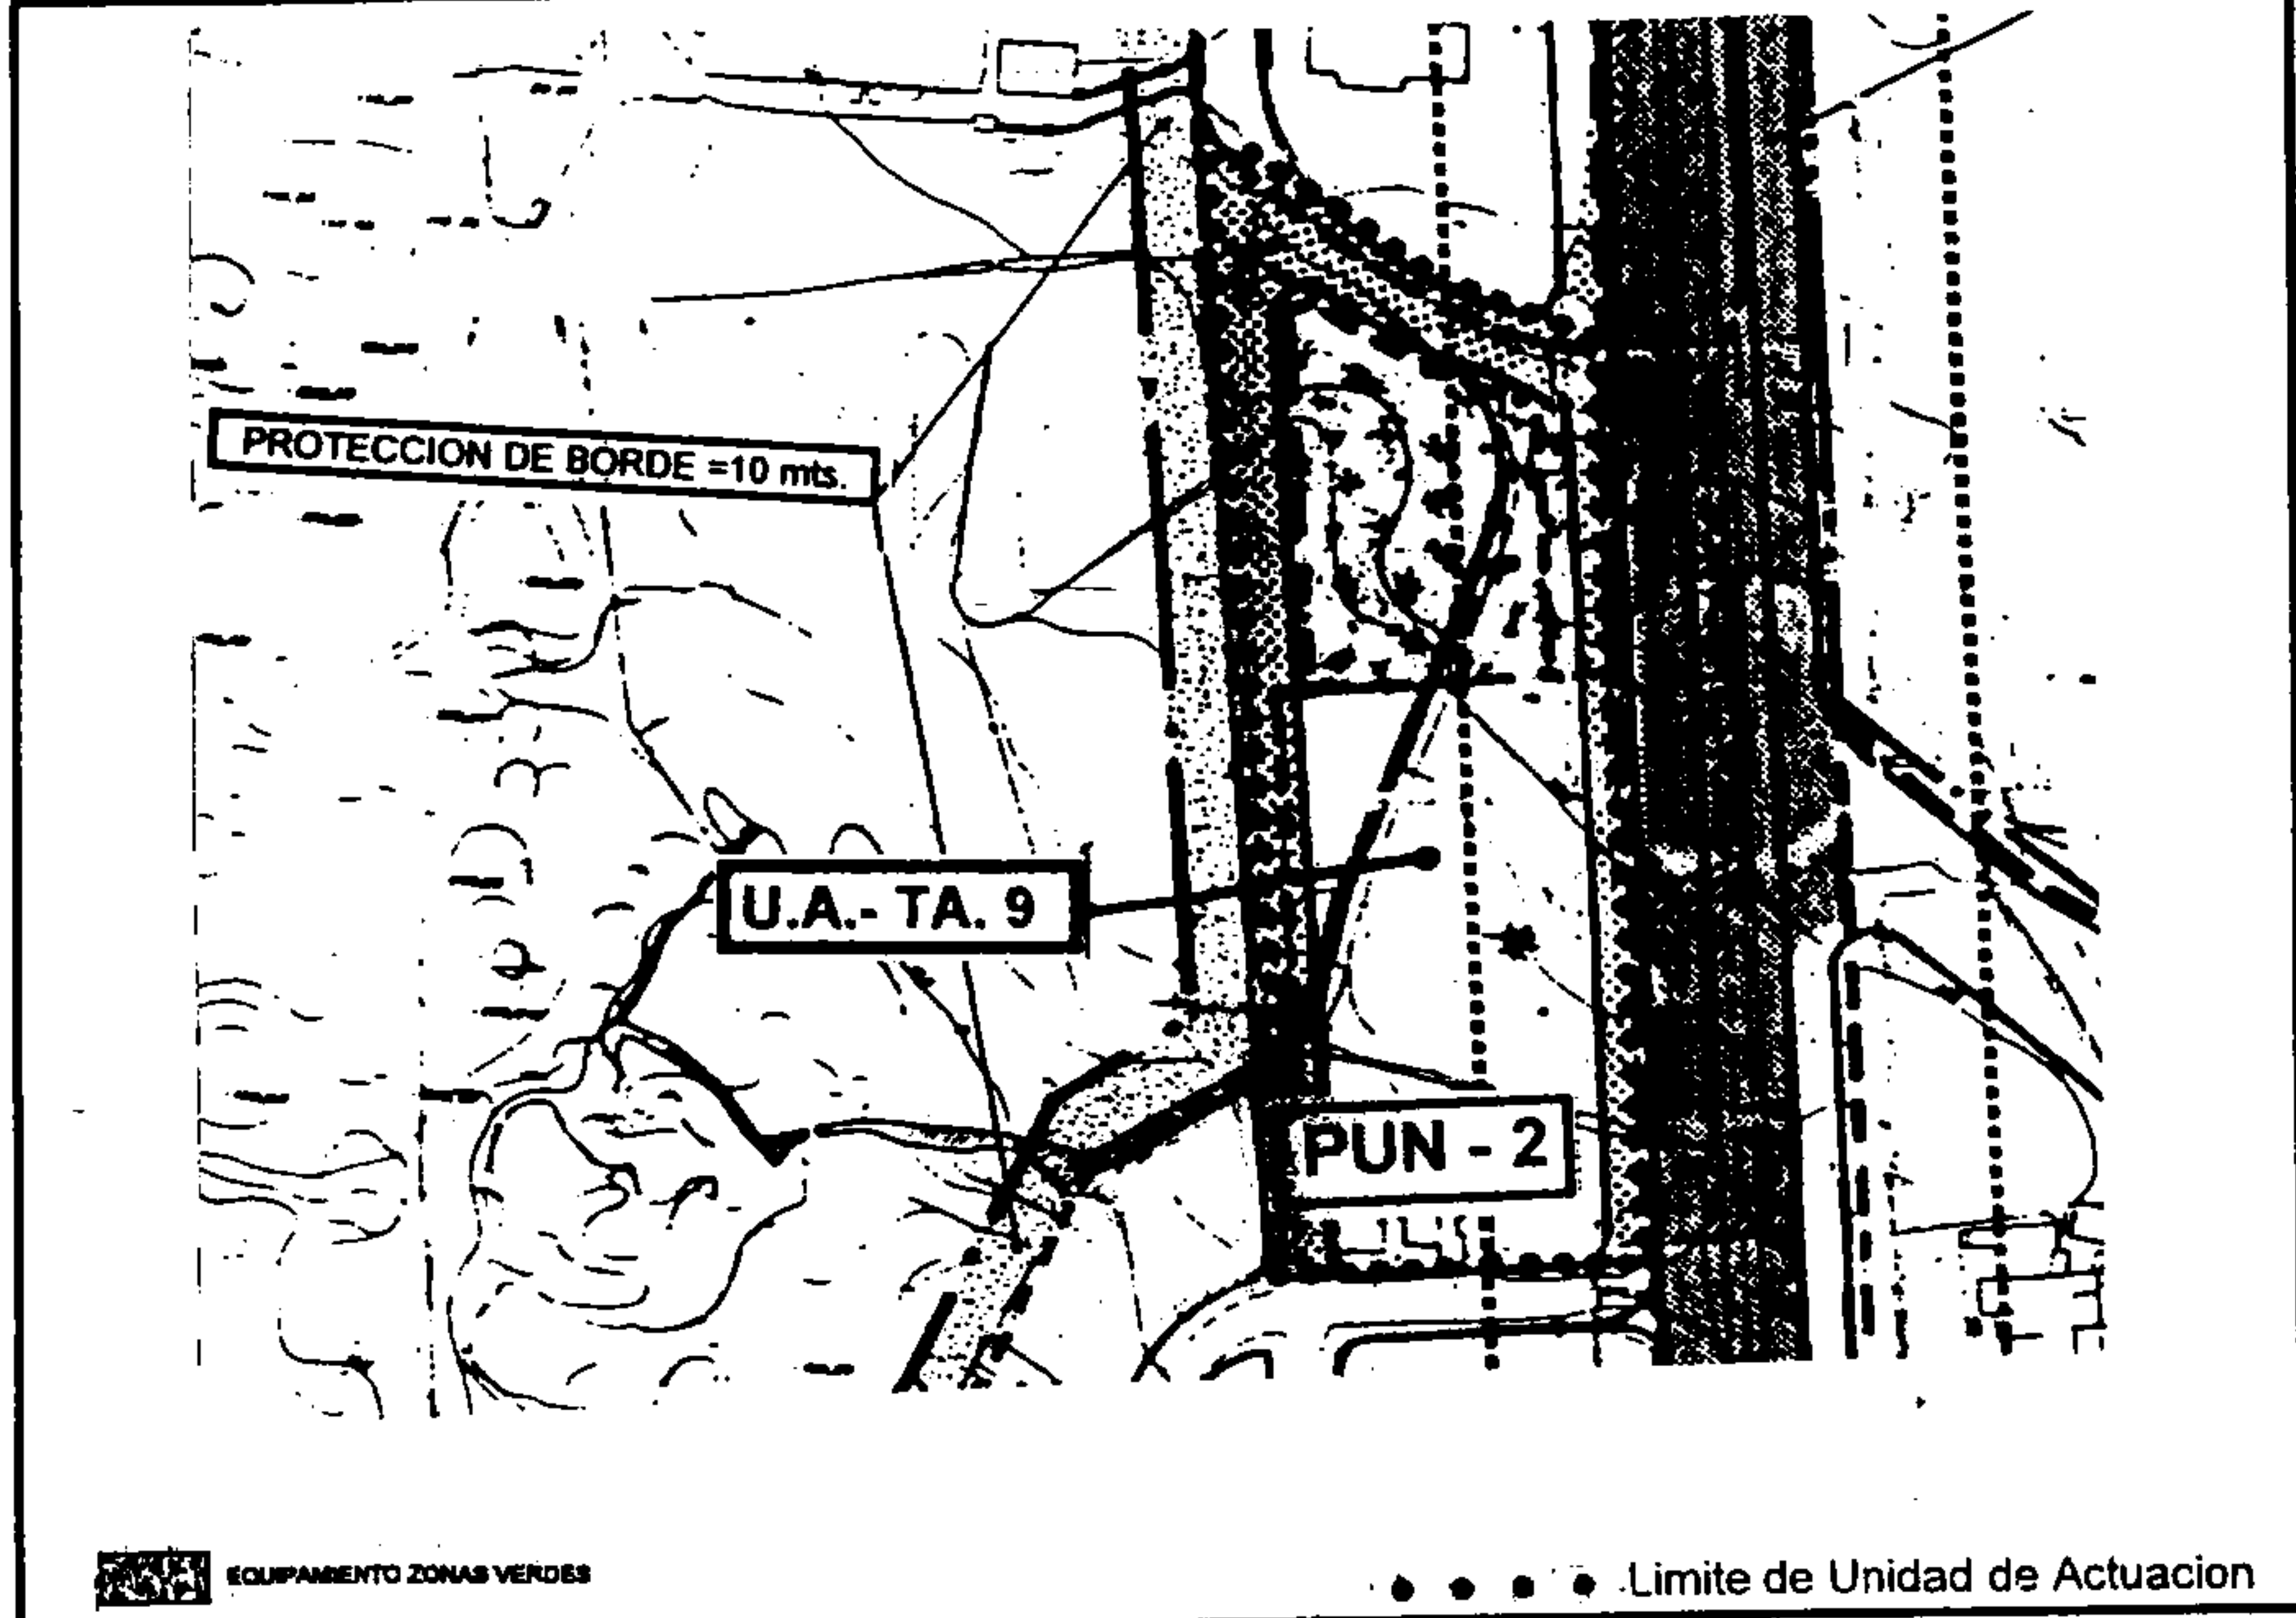 PROTECCION DE BORDE =10 mts.
U.A.- TA. 9
PUN - 2
EQUIPAMIENTO ZONAS VERDES
Limite de Unidad de Actuacion